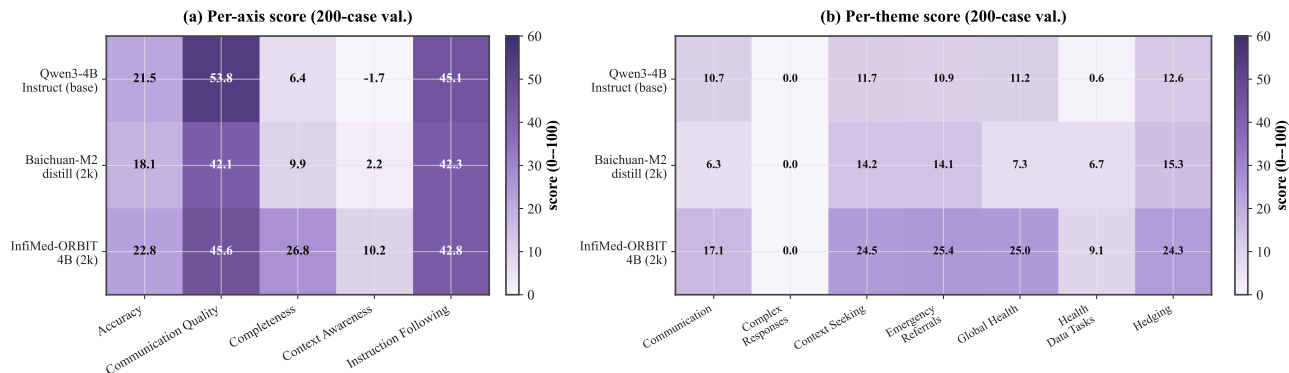 (a) Per-axis score (200-case val.)
Qwen3-4B
Instruct (base)
Baichuan-M2
distill (2k)
InfiMed-ORBIT
4B (2k)
21.5 53.8 6.4 -1.7 45.1
18.1 42.1 9.9 2.2 42.3
22.8 45.6 26.8 10.2 42.8
Accuracy
Communication Quality
Completeness
Context Awareness
Instruction Following
60
50
40
30
20
10
0
score (0--100)
(b) Per-theme score (200-case val.)
Qwen3-4B
Instruct (base)
Baichuan-M2
distill (2k)
InfiMed-ORBIT
4B (2k)
10.7 0.0 11.7 10.9 11.2 0.6 12.6
6.3 0.0 14.2 14.1 7.3 6.7 15.3
17.1 0.0 24.5 25.4 25.0 9.1 24.3
Communication
Complex
Responses
Context Seeking
Emergency
Referrals
Global Health
Health
Data Tasks
Hedging
60
50
40
30
20
10
0
score (0--100)